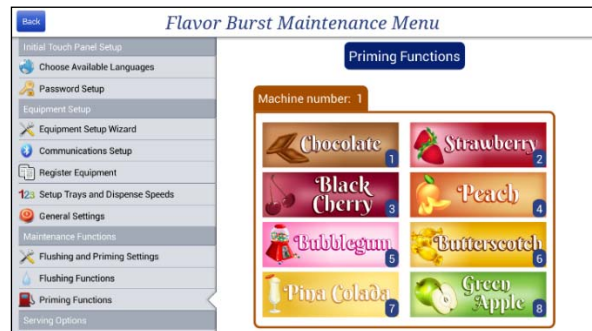 Back
Flavor Burst Maintenance Menu
Initial Touch Panel Setup
Choose Available Languages
Password Setup
Equipment Setup
Equipment Setup Wizard
Communications Setup
Register Equipment
123 Setup Trays and Dispense Speeds
General Settings
Maintenance Functions
Flushing and Priming Settings
Flushing Functions
Priming Functions
Serving Options
Priming Functions
Machine number: 1
Chocolate 1
Strawberry 2
Black
Cherry 3
Peach 4
Bubblegum 5
Butterscotch 6
Pina Colada 7
Green
Apple 8